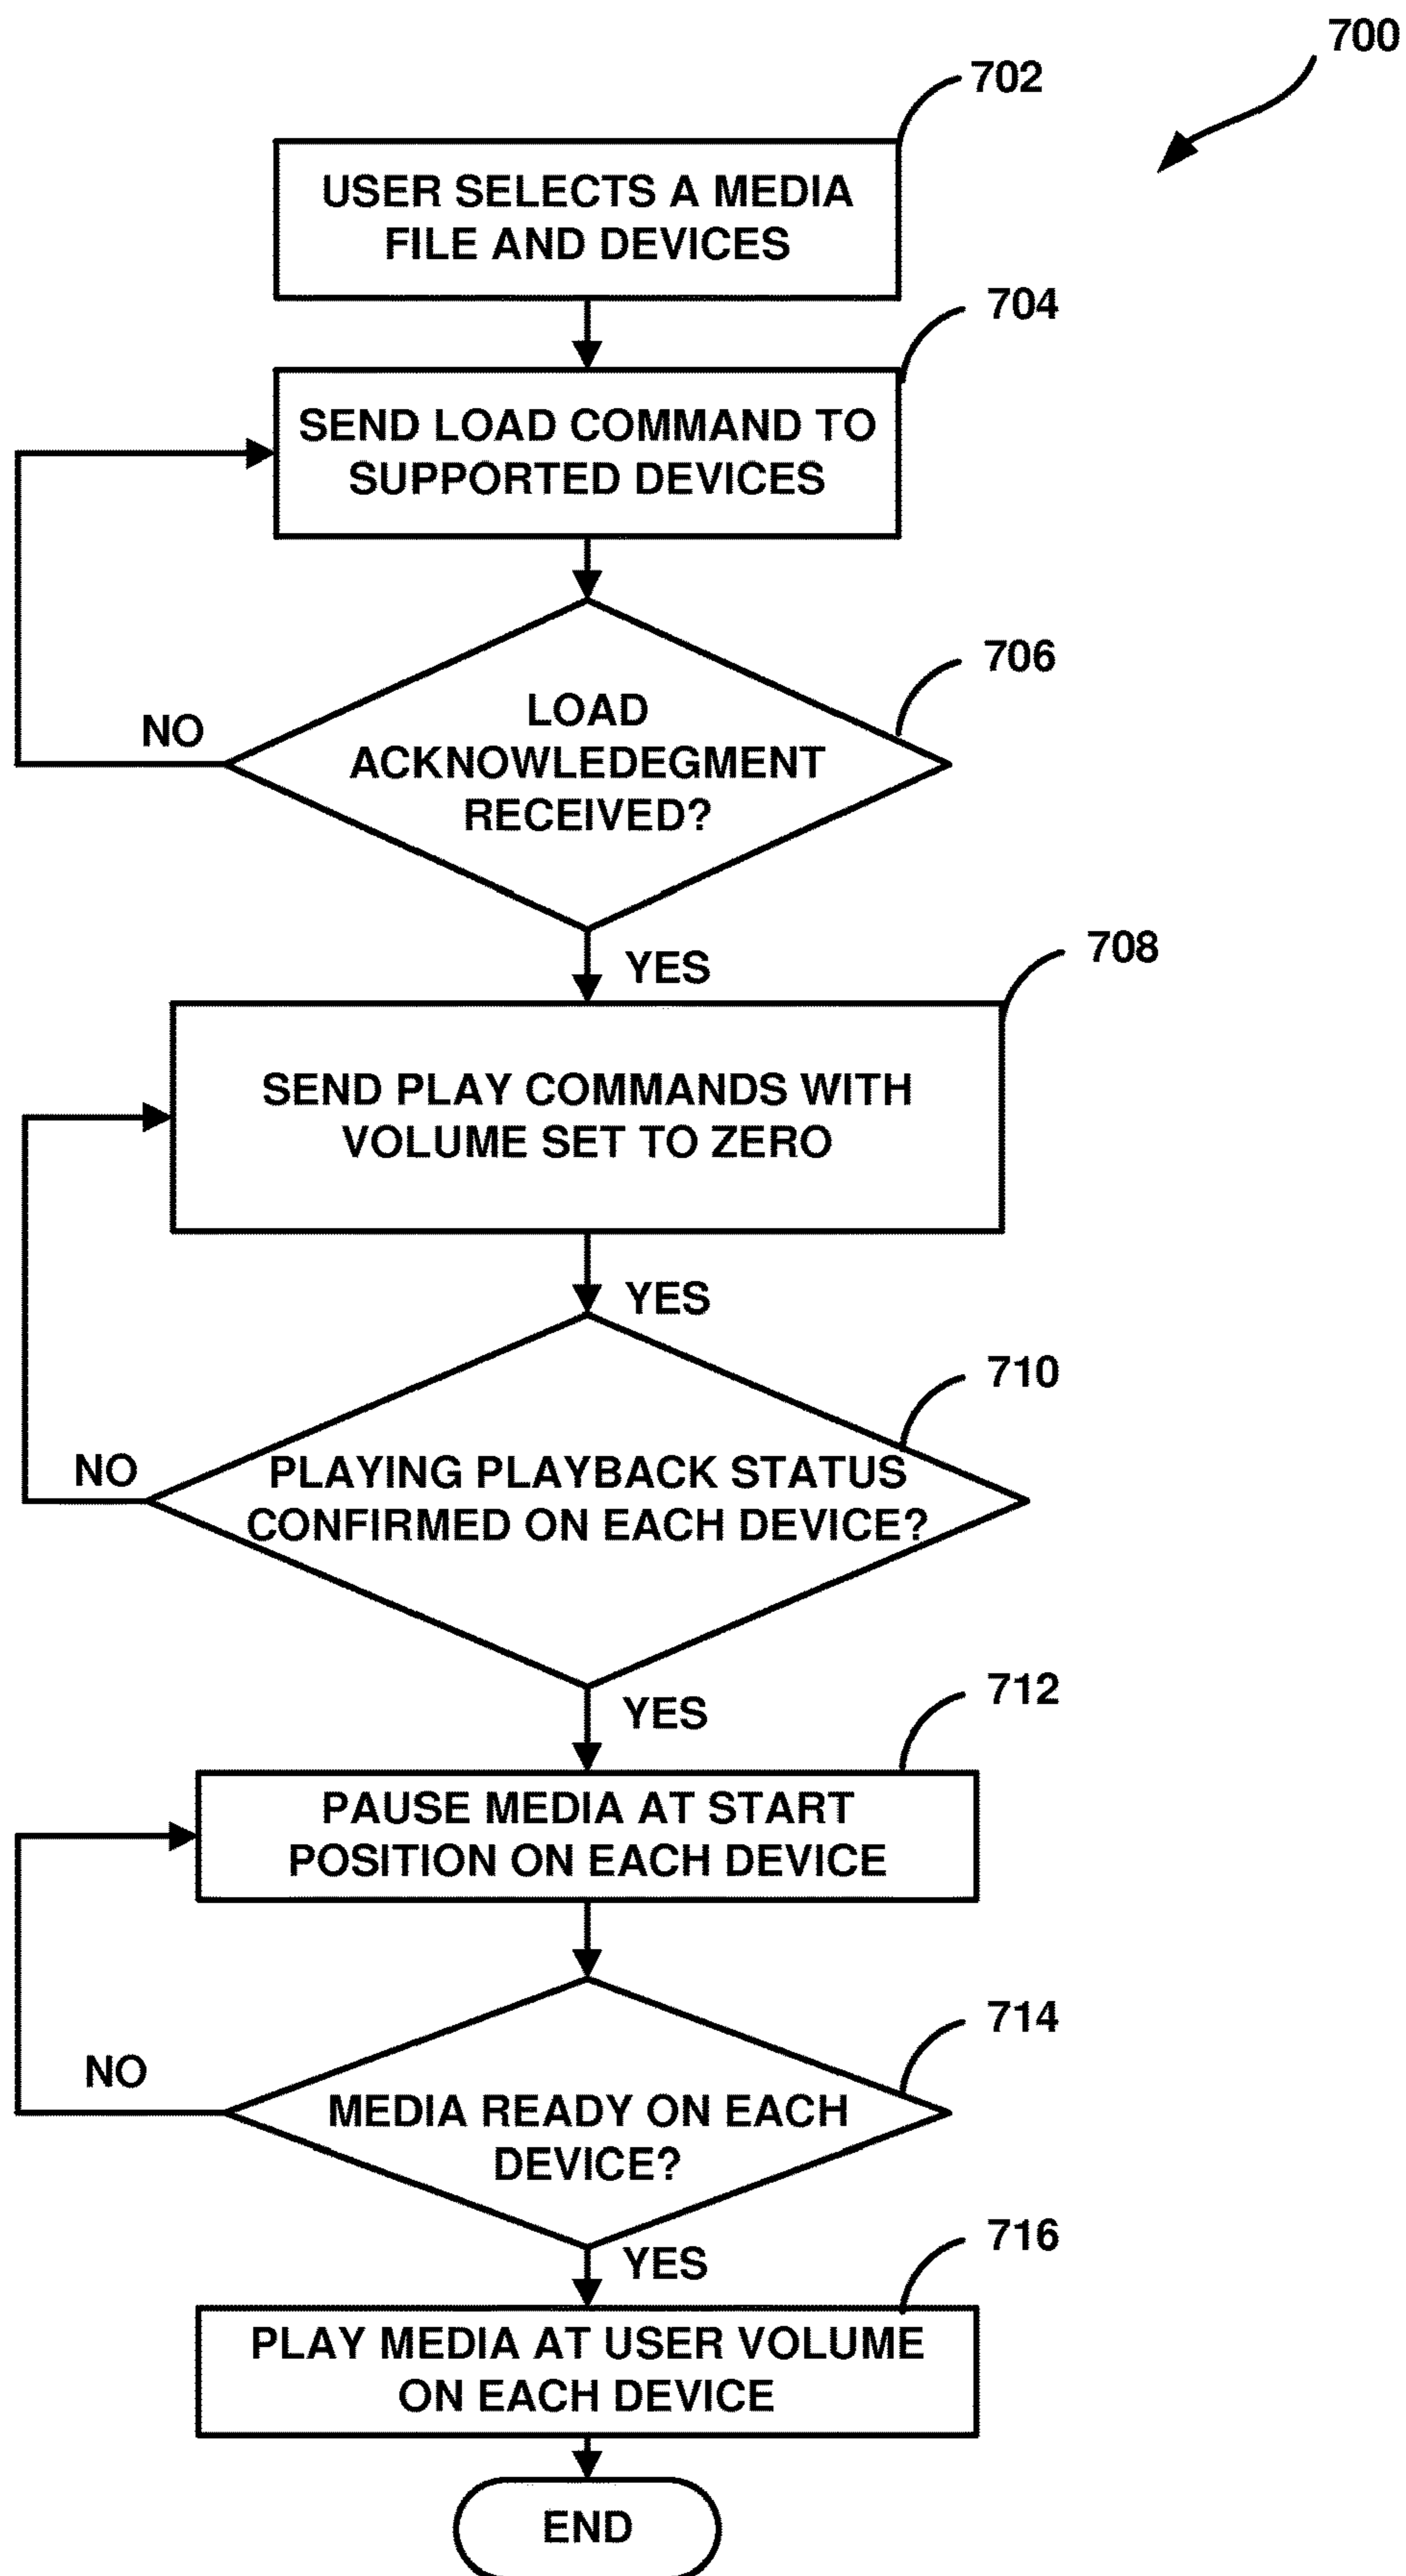 700
702
USER SELECTS A MEDIA
FILE AND DEVICES
704
SEND LOAD COMMAND TO
SUPPORTED DEVICES
706
LOAD
ACKNOWLEDEGMENT
RECEIVED?
NO
YES
708
SEND PLAY COMMANDS WITH
VOLUME SET TO ZERO
YES
710
PLAYING PLAYBACK STATUS
CONFIRMED ON EACH DEVICE?
NO
YES
712
PAUSE MEDIA AT START
POSITION ON EACH DEVICE
714
MEDIA READY ON EACH
DEVICE?
NO
YES
716
PLAY MEDIA AT USER VOLUME
ON EACH DEVICE
END